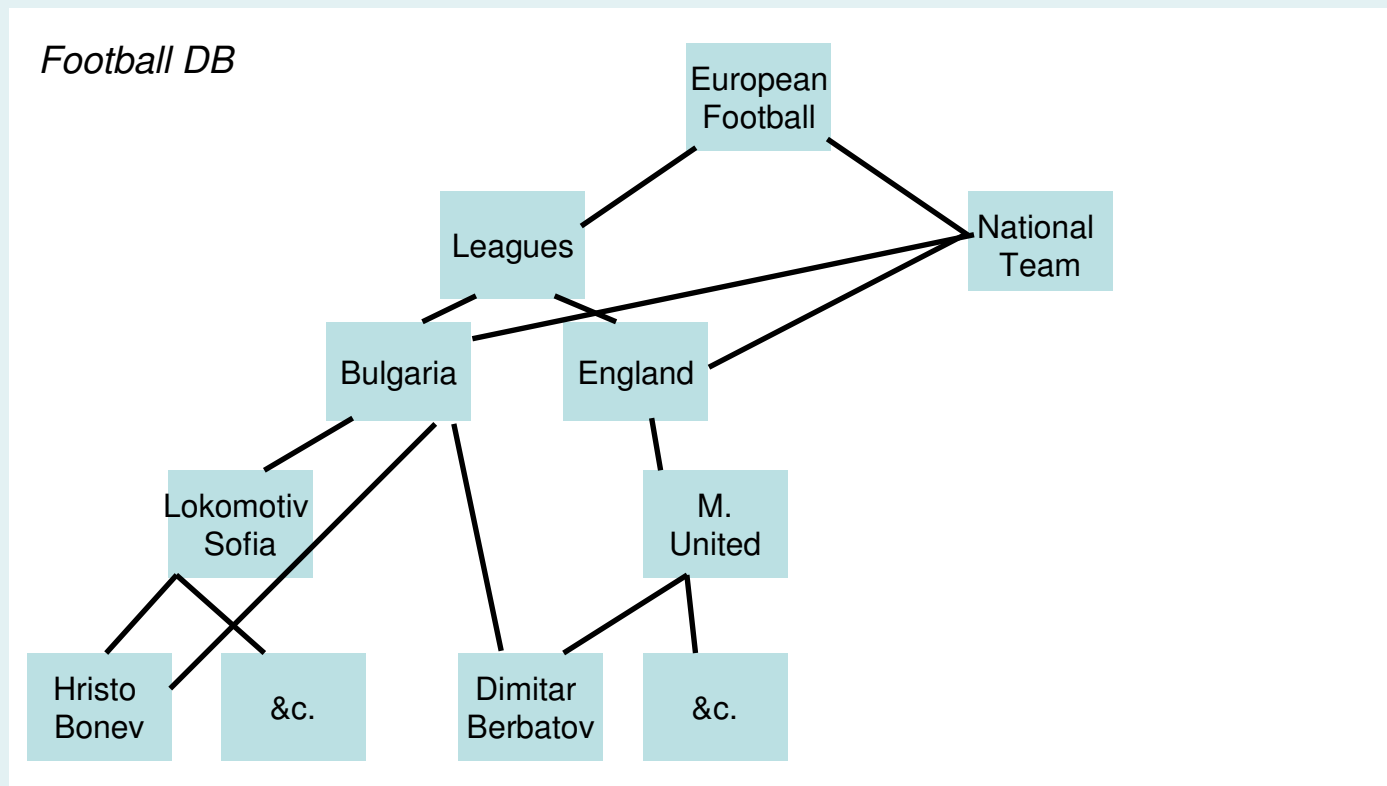 Football DB
European
Football
Leagues
National
Team
Bulgaria
England
Lokomotiv
Sofia
M.
United
Hristo
Bonev
&c.
Dimitar
Berbatov
&c.